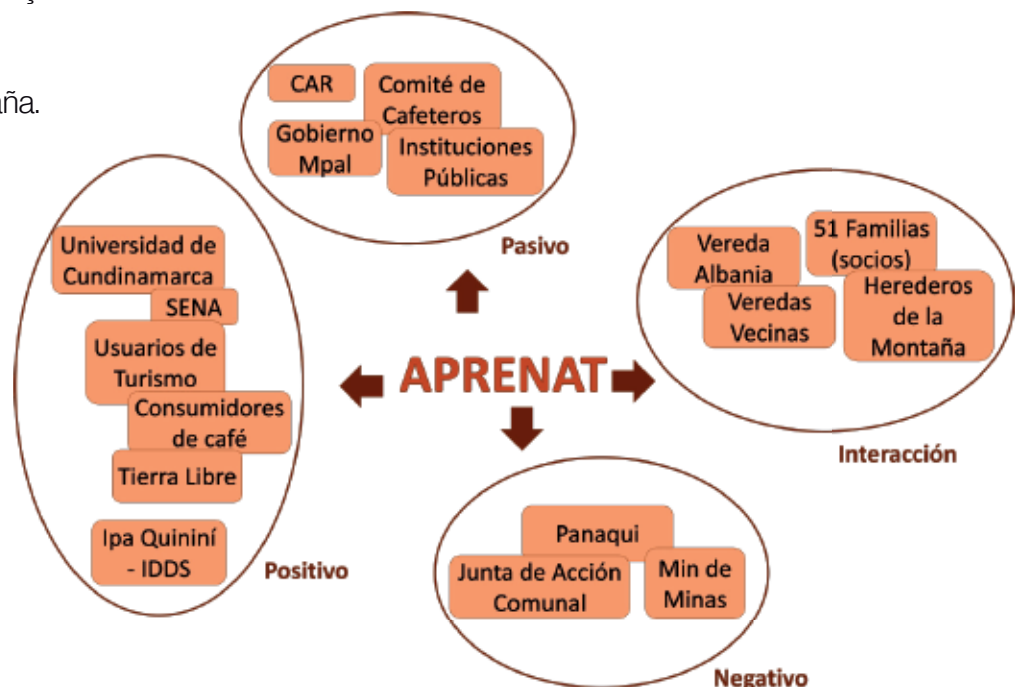 aña.
CAR
Comité de
Cafeteros
Gobierno
Mpal
Instituciones
Públicas
Pasivo
Universidad de
Cundinamarca
SENA
Usuarios de
Turismo
Consumidores
de café
Tierra Libre
Ipa Quininí
- IDDS
Positivo
APRENAT
Vereda
Albania
51 Familias
(socios)
Veredas
Vecinas
Herederos
de la
Montaña
Interacción
Panaqui
Junta de Acción
Comunal
Min de
Minas
Negativo